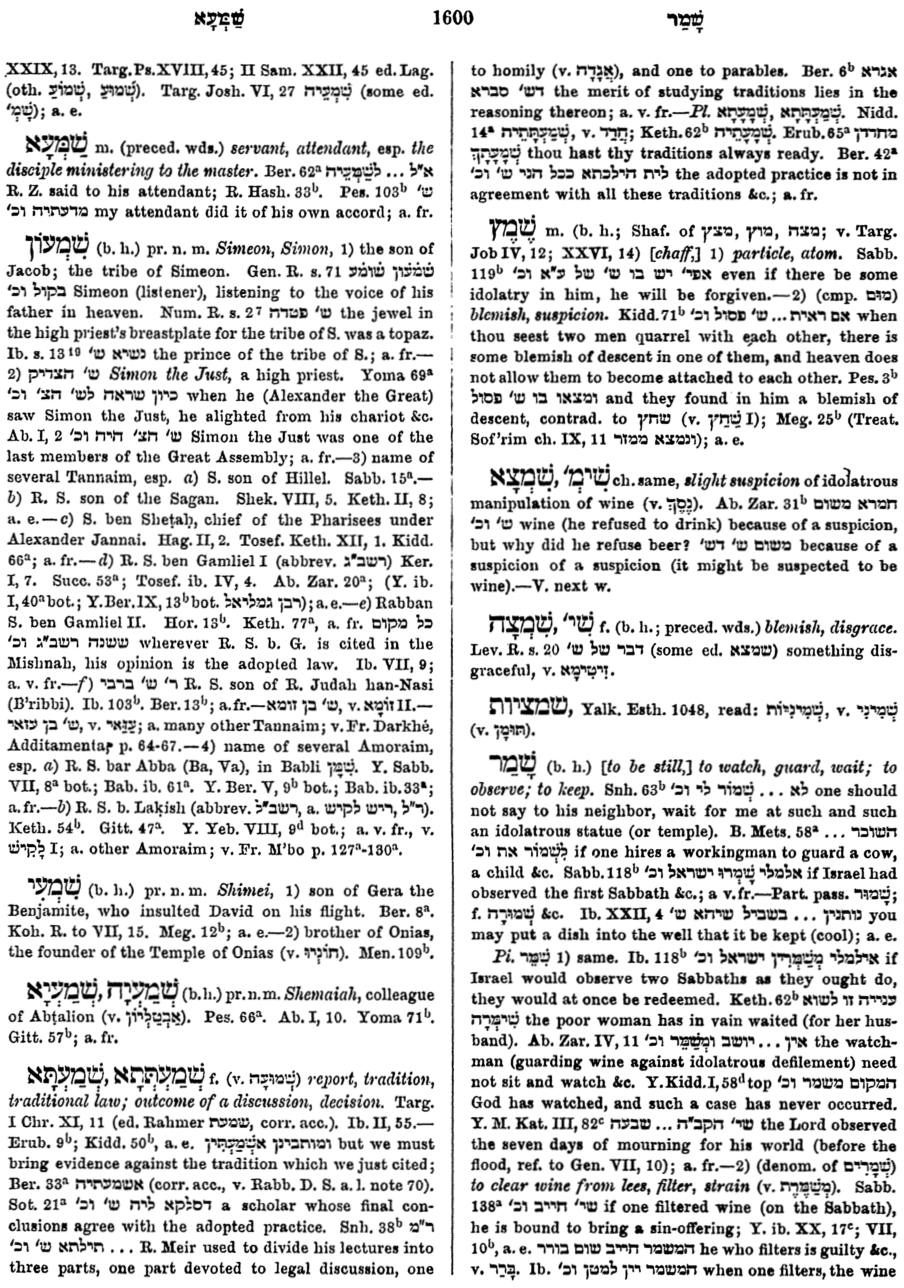 שַׁמָּעָא 1600 שָׁמַר
XXIX, 13. Targ. Ps. XVIII, 45; II Sam. XXII, 45 ed. Lag.
(oth. שְׁמוּעַ, שְׁמוֹעַ). Targ. Josh. VI, 27 שִׁמְעֵיהּ (some ed.
שְׁמַ׳); a. e.
שַׁמָּעָא m. (preced. wds.) servant, attendant, esp. the
disciple ministering to the master. Ber. 62ᵃ א״ל ... לְשַׁמָּעֵיהּ
R. Z. said to his attendant; R. Hash. 33ᵇ. Pes. 103ᵇ ש׳
מדעתיה וכ׳ my attendant did it of his own accord; a. fr.
שִׁמְעוֹן (b. h.) pr. n. m. Simeon, Simon, 1) the son of
Jacob; the tribe of Simeon. Gen. R. s. 71 שמעון שומע
בקול וכ׳ Simeon (listener), listening to the voice of his
father in heaven. Num. R. s. 2⁷ ש׳ פטדה the jewel in
the high priest's breastplate for the tribe of S. was a topaz.
Ib. s. 13¹⁹ נשיא ש׳ the prince of the tribe of S.; a. fr.—
2) ש׳ הצדיק Simon the Just, a high priest. Yoma 69ᵃ
כיון שראה לש׳ הצ׳ וכ׳ when he (Alexander the Great)
saw Simon the Just, he alighted from his chariot &c.
Ab. I, 2 ש׳ הצ׳ היה וכ׳ Simon the Just was one of the
last members of the Great Assembly; a. fr.—3) name of
several Tannaim, esp. a) S. son of Hillel. Sabb. 15ᵃ.—
b) R. S. son of the Sagan. Shek. VIII, 5. Keth. II, 8;
a. e.—c) S. ben Sheṭaḥ, chief of the Pharisees under
Alexander Jannai. Hag. II, 2. Tosef. Keth. XII, 1. Kidd.
66ᵃ; a. fr.—d) R. S. ben Gamliel I (abbrev. רשב״ג) Ker.
I, 7. Succ. 53ᵃ; Tosef. ib. IV, 4. Ab. Zar. 20ᵃ; (Y. ib.
I, 40ᵃ bot.; Y. Ber. IX, 13ᵇ bot. רבן גמליאל); a. e.—e) Rabban
S. ben Gamliel II. Hor. 13ᵇ. Keth. 77ᵃ, a. fr. כל מקום
ששנה רשב״ג וכ׳ wherever R. S. b. G. is cited in the
Mishnah, his opinion is the adopted law. Ib. VII, 9;
a. v. fr.—f) ר׳ ש׳ ברבי R. S. son of R. Judah han-Nasi
(B'ribbi). Ib. 103ᵇ. Ber. 13ᵇ; a. fr.—ש׳ בן זומא, v. זוֹמָא II.—
ש׳ בן עזאי, v. עַזַּאי; a. many other Tannaim; v. Fr. Darkhé,
Additamenta p. 64-67.—4) name of several Amoraim,
esp. a) R. S. bar Abba (Ba, Va), in Babli שֶׁמֶן. Y. Sabb.
VII, 8ᵃ bot.; Bab. ib. 61ᵃ. Y. Ber. V, 9ᵇ bot.; Bab. ib. 33ᵃ;
a. fr.—b) R. S. b. Laḳish (abbrev. רשב״ל, a. ר״ל, ריש לקיש).
Keth. 54ᵇ. Gitt. 47ᵃ. Y. Yeb. VIII, 9ᵈ bot.; a. v. fr., v.
לָקִישׁ I; a. other Amoraim; v. Fr. M'bo p. 127ᵃ-130ᵃ.
שִׁמְעִי (b. h.) pr. n. m. Shimei, 1) son of Gera the
Benjamite, who insulted David on his flight. Ber. 8ᵃ.
Koh. R. to VII, 15. Meg. 12ᵇ; a. e.—2) brother of Onias,
the founder of the Temple of Onias (v. חוֹנְיוֹ). Men. 109ᵇ.
שְׁמַעְיָה, שְׁמַעְיָא (b. h.) pr. n. m. Shemaiah, colleague
of Abṭalion (v. אַבְטַלְיוֹן). Pes. 66ᵃ. Ab. I, 10. Yoma 71ᵇ.
Gitt. 57ᵇ; a. fr.
שְׁמַעְתְּתָא, שְׁמַעְתָּא f. (v. שְׁמוּעָה) report, tradition,
traditional law; outcome of a discussion, decision. Targ.
I Chr. XI, 11 (ed. Rahmer שומעת, corr. acc.). Ib. II, 55.—
Erub. 9ᵇ; Kidd. 50ᵇ, a. e. ומותבינן אשמעתין but we must
bring evidence against the tradition which we just cited;
Ber. 33ᵃ אשמעתיה (corr. acc., v. Rabb. D. S. a. l. note 70).
Sot. 21ᵃ דסלקא ליה ש׳ וכ׳ a scholar whose final con-
clusions agree with the adopted practice. Snh. 38ᵇ ר״מ
... תילתא ש׳ וכ׳ R. Meir used to divide his lectures into
three parts, one part devoted to legal discussion, one
to homily (v. אֲגָדָה), and one to parables. Ber. 6ᵇ אגרא
דש׳ סברא the merit of studying traditions lies in the
reasoning thereon; a. v. fr.—Pl. שְׁמַעְתָּתָא, שְׁמָעָתָא. Nidd.
14ᵃ שְׁמַעְתָּתֵיהּ, v. חֲדֵּד; Keth. 62ᵇ שְׁמָעָתֵיהּ. Erub. 65ᵃ מחדדן
שְׁמָעָתָךְ thou hast thy traditions always ready. Ber. 42ᵃ
לית הילכתא ככל הני ש׳ וכ׳ the adopted practice is not in
agreement with all these traditions &c.; a. fr.
שֶׁמֶץ m. (b. h.; Shaf. of מצה, מוץ, מצץ; v. Targ.
Job IV, 12; XXVI, 14) [chaff,] 1) particle, atom. Sabb.
119ᵇ אפי׳ יש בו ש׳ של ע״א וכ׳ even if there be some
idolatry in him, he will be forgiven.—2) (cmp. מוּם)
blemish, suspicion. Kidd. 71ᵇ אם ראית ... ש׳ פסול וכ׳ when
thou seest two men quarrel with each other, there is
some blemish of descent in one of them, and heaven does
not allow them to become attached to each other. Pes. 3ᵇ
ומצאו בו ש׳ פסול and they found in him a blemish of
descent, contrad. to שחץ (v. שַׁחַץ I); Meg. 25ᵇ (Treat.
Sof'rim ch. IX, 11 ונמצא ממזר); a. e.
שִׁימְ׳, שִׁמְצָא ch. same, slight suspicion of idolatrous
manipulation of wine (v. נֶסֶךְ). Ab. Zar. 31ᵇ חמרא משום
ש׳ וכ׳ wine (he refused to drink) because of a suspicion,
but why did he refuse beer? משום ש׳ דש׳ because of a
suspicion of a suspicion (it might be suspected to be
wine).—V. next w.
שִׁמְצָה, שִׁי׳ f. (b. h.; preced. wds.) blemish, disgrace.
Lev. R. s. 20 דבר של ש׳ (some ed. שמצא) something dis-
graceful, v. זִיטִימָא.
שמציות, Yalk. Esth. 1048, read: שְׁמִינִיּוֹת, v. שְׁמִינִי
(v. תּוּמָן).
שָׁמַר (b. h.) [to be still,] to watch, guard, wait; to
observe; to keep. Snh. 63ᵇ לא ... שמור לי וכ׳ one should
not say to his neighbor, wait for me at such and such
an idolatrous statue (or temple). B. Mets. 58ᵃ השוכר ...
לִשְׁמוֹר את וכ׳ if one hires a workingman to guard a cow,
a child &c. Sabb. 118ᵇ אלמלי שָׁמְרוּ ישראל וכ׳ if Israel had
observed the first Sabbath &c.; a v. fr.—Part. pass. שָׁמוּר;
f. שְׁמוּרָה &c. Ib. XXII, 4 נותנין ... בשביל שיהא ש׳ you
may put a dish into the well that it be kept (cool); a. e.
Pi. שִׁמֵּר 1) same. Ib. 118ᵇ אילמלי מְשַׁמְּרִין ישראל וכ׳ if
Israel would observe two Sabbaths as they ought do,
they would at once be redeemed. Keth. 62ᵇ ענייה זו לשוא
שִׁימְּרָה the poor woman has in vain waited (for her hus-
band). Ab. Zar. IV, 11 אין ... יושב ומְשַׁמֵּר וכ׳ the watch-
man (guarding wine against idolatrous defilement) need
not sit and watch &c. Y. Kidd. I, 58ᵈ top המקום משמר וכ׳
God has watched, and such a case has never occurred.
Y. M. Kat. III, 82ᶜ שי׳ הקב״ה ... שבעה the Lord observed
the seven days of mourning for his world (before the
flood, ref. to Gen. VII, 10); a. fr.—2) (denom. of שְׁמָרִים)
to clear wine from lees, filter, strain (v. מְשַׁמֶּרֶת). Sabb.
138ᵃ שי׳ חייב וכ׳ if one filtered wine (on the Sabbath),
he is bound to bring a sin-offering; Y. ib. XX, 17ᶜ; VII,
10ᵇ, a. e. המשמר חייב שום בורר he who filters is guilty &c.,
v. בָּרַר. Ib. המשמר יין למטן וכ׳ when one filters, the wine